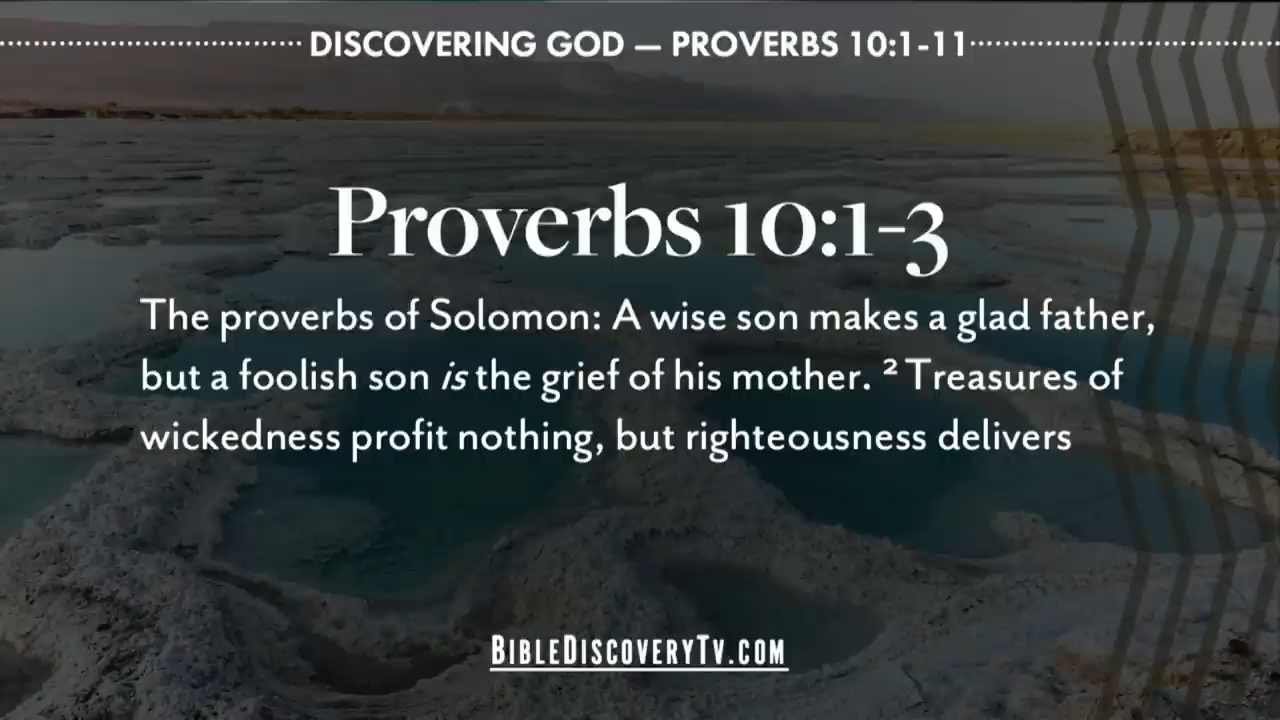 DISCOVERING GOD — PROVERBS 10:1-11
Proverbs 10:1-3
The proverbs of Solomon: A wise son makes a glad father,
but a foolish son is the grief of his mother. ² Treasures of
wickedness profit nothing, but righteousness delivers
BIBLEDISCOVERYTV.COM